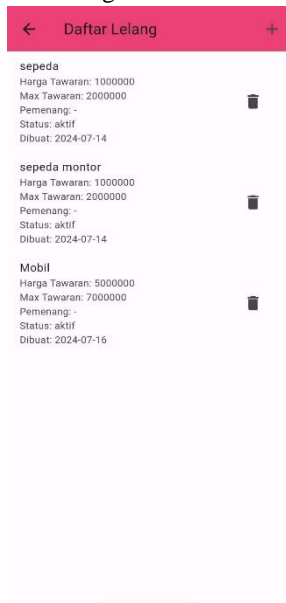 Daftar Lelang
sepeda
Harga Tawaran: 1000000
Max Tawaran: 2000000
Pemenang: -
Status: aktif
Dibuat: 2024-07-14
sepeda montor
Harga Tawaran: 1000000
Max Tawaran: 2000000
Pemenang: -
Status: aktif
Dibuat: 2024-07-14
Mobil
Harga Tawaran: 5000000
Max Tawaran: 7000000
Pemenang: -
Status: aktif
Dibuat: 2024-07-16